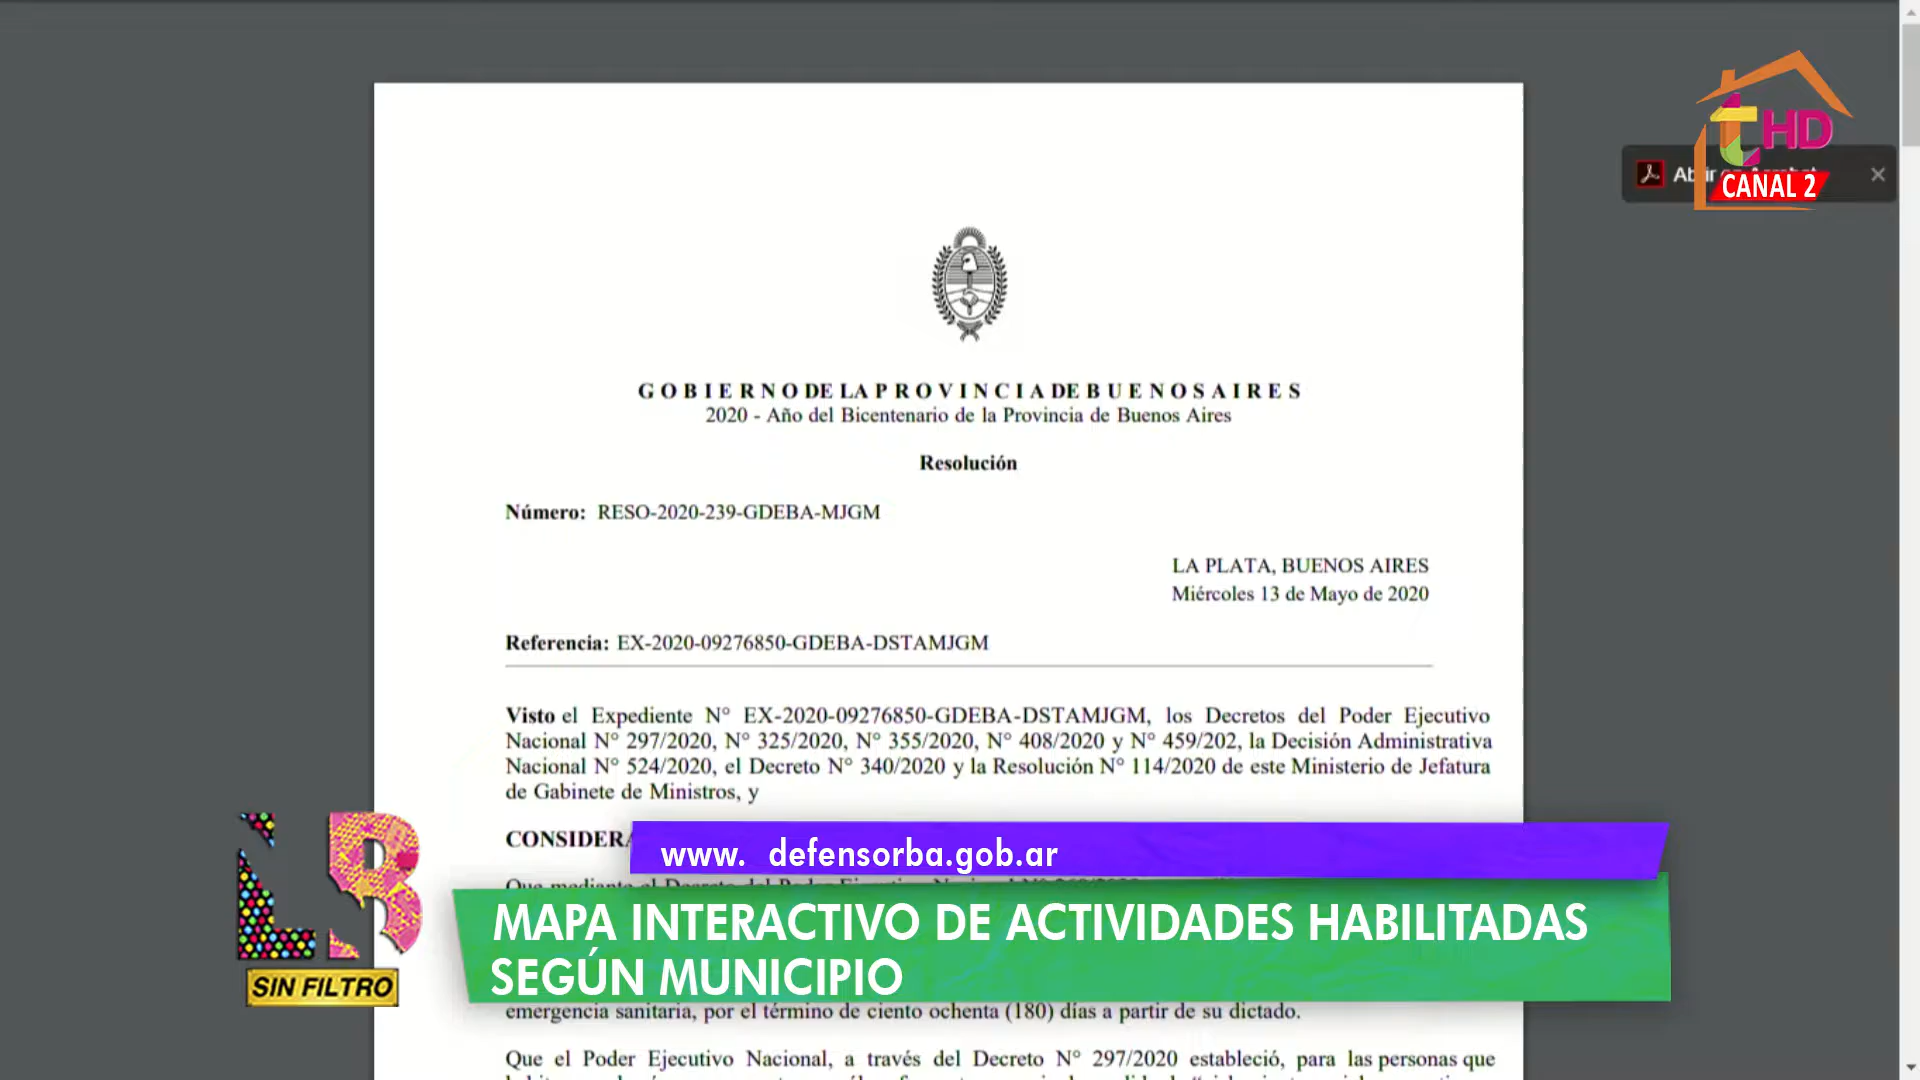 tHD
CANAL 2
GOBIERNO DE LA PROVINCIA DE BUENOS AIRES
2020 - Año del Bicentenario de la Provincia de Buenos Aires
Resolución
Número: RESO-2020-239-GDEBA-MJGM
LA PLATA, BUENOS AIRES
Miércoles 13 de Mayo de 2020
Referencia: EX-2020-09276850-GDEBA-DSTAMJGM
Visto el Expediente N° EX-2020-09276850-GDEBA-DSTAMJGM, los Decretos del Poder Ejecutivo
Nacional N° 297/2020, N° 325/2020, N° 355/2020, N° 408/2020 y N° 459/202, la Decisión Administrativa
Nacional N° 524/2020, el Decreto N° 340/2020 y la Resolución N° 114/2020 de este Ministerio de Jefatura
de Gabinete de Ministros, y
CONSIDERA
www. defensorba.gob.ar
MAPA INTERACTIVO DE ACTIVIDADES HABILITADAS
SEGÚN MUNICIPIO
LB
SIN FILTRO
emergencia sanitaria, por el término de ciento ochenta (180) días a partir de su dictado.
Que el Poder Ejecutivo Nacional, a través del Decreto N° 297/2020 estableció, para las personas que